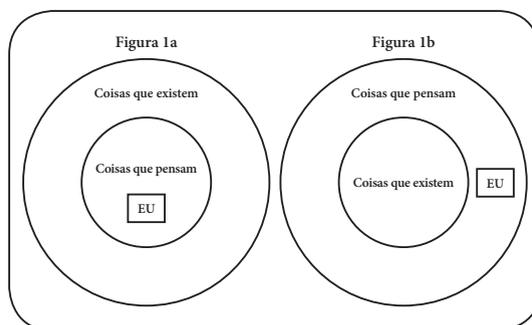 Figura 1a
Coisas que existem
Coisas que pensam
EU
Figura 1b
Coisas que pensam
Coisas que existem
EU